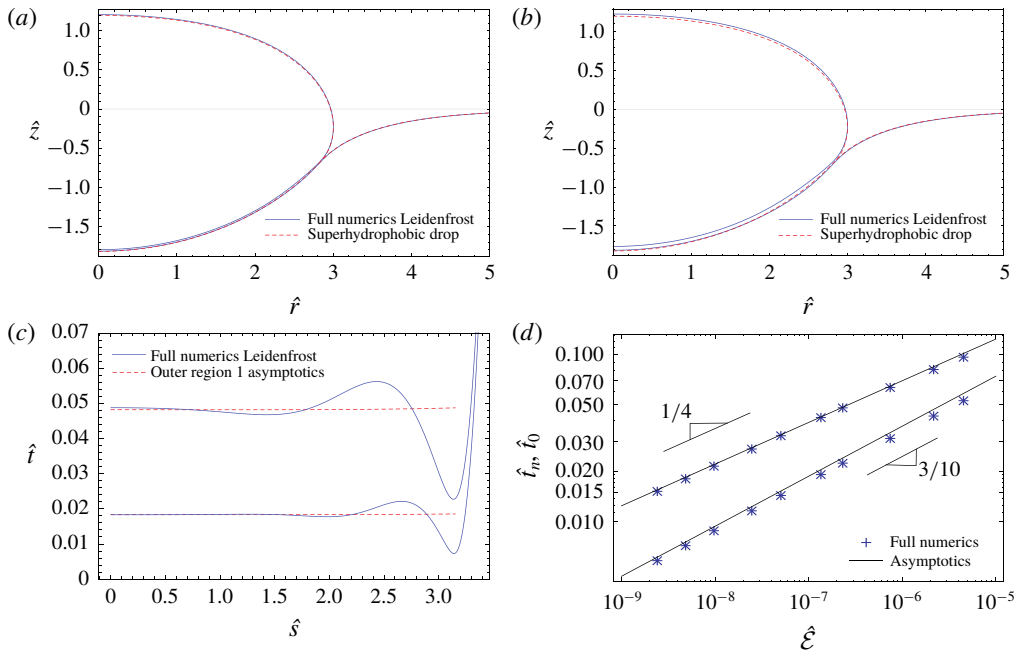 (a)
1.0
0.5
0
−0.5
−1.0
−1.5
ẑ
Full numerics Leidenfrost
Superhydrophobic drop
0 1 2 3 4 5
r̂
(b)
1.0
0.5
0
−0.5
−1.0
−1.5
ẑ
Full numerics Leidenfrost
Superhydrophobic drop
0 1 2 3 4 5
r̂
(c)
0.07
0.06
0.05
0.04
0.03
0.02
0.01
0
t̂
Full numerics Leidenfrost
Outer region 1 asymptotics
0 0.5 1.0 1.5 2.0 2.5 3.0
ŝ
(d)
0.100
0.070
0.050
0.030
0.020
0.015
0.010
t̂ₙ, t̂₀
1/4
3/10
Full numerics
Asymptotics
10⁻⁹ 10⁻⁸ 10⁻⁷ 10⁻⁶ 10⁻⁵
ℰ̂